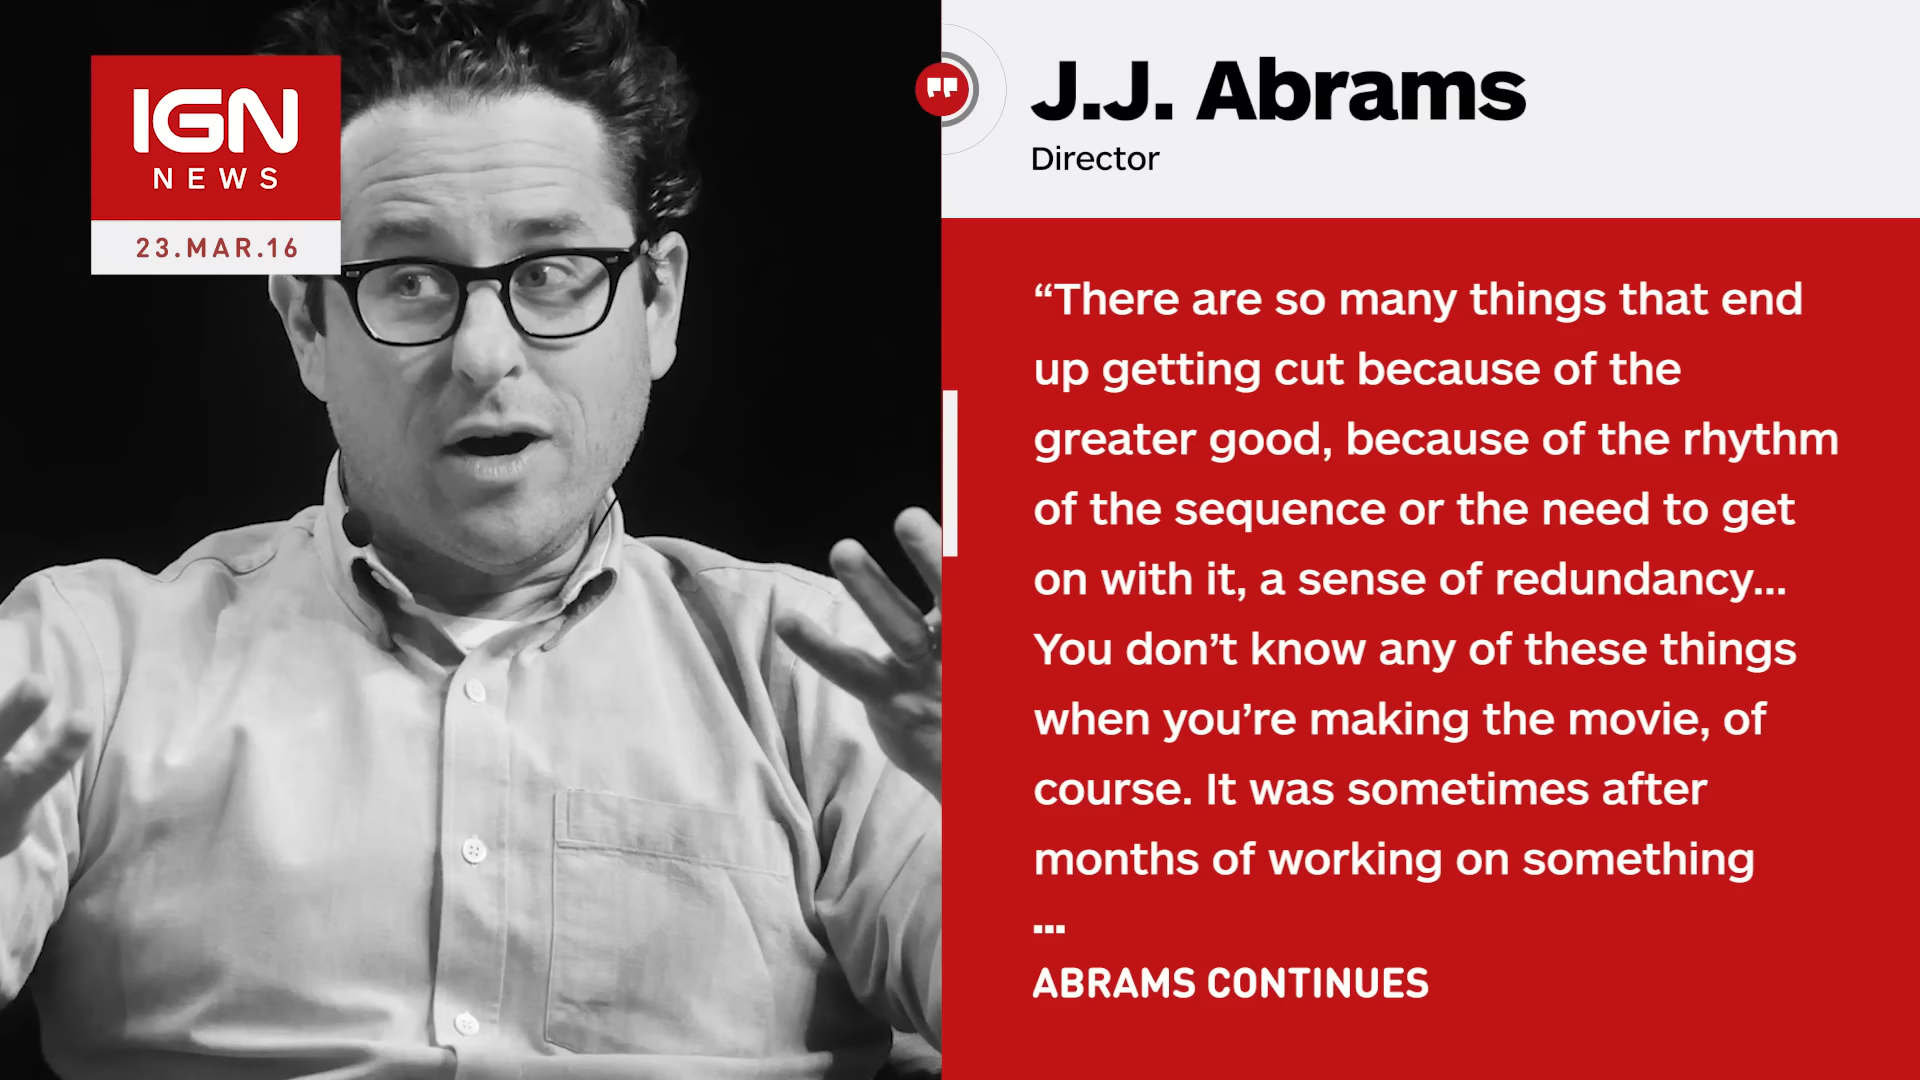 IGN
NEWS
23.MAR.16
J.J. Abrams
Director
“There are so many things that end
up getting cut because of the
greater good, because of the rhythm
of the sequence or the need to get
on with it, a sense of redundancy...
You don’t know any of these things
when you’re making the movie, of
course. It was sometimes after
months of working on something
...
ABRAMS CONTINUES